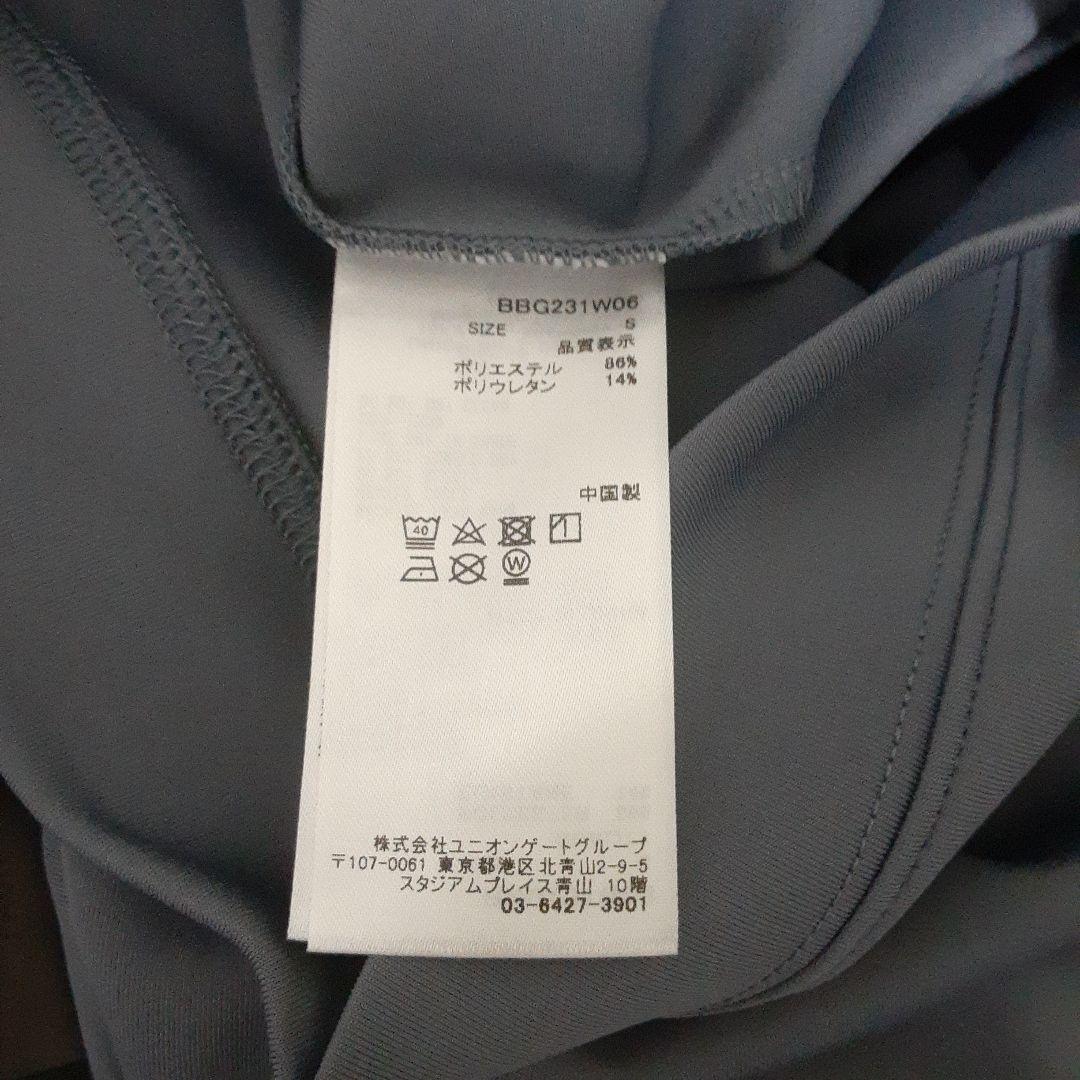 BBG231W06
SIZE S
品質表示
ポリエステル 86%
ポリウレタン 14%
中国製
40
W
株式会社ユニオンゲートグループ
〒107-0061 東京都港区北青山2-9-5
スタジアムプレイス青山 10階
03-6427-3901